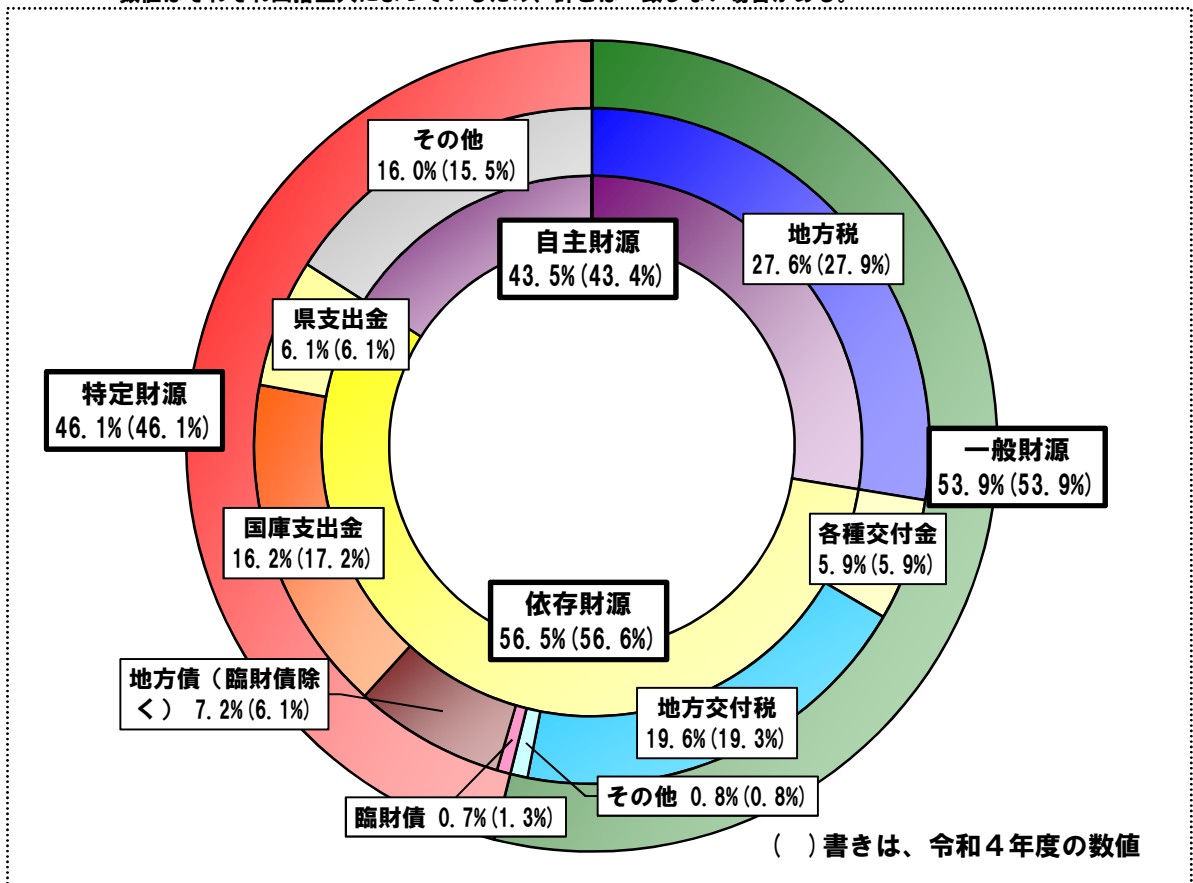 その他
16.0%(15.5%)
自主財源
43.5%(43.4%)
地方税
27.6%(27.9%)
県支出金
6.1%(6.1%)
特定財源
46.1%(46.1%)
一般財源
53.9%(53.9%)
国庫支出金
16.2%(17.2%)
各種交付金
5.9%(5.9%)
依存財源
56.5%(56.6%)
地方債（臨財債除
く） 7.2%(6.1%)
地方交付税
19.6%(19.3%)
その他 0.8%(0.8%)
臨財債 0.7%(1.3%)
（ ）書きは、令和４年度の数値